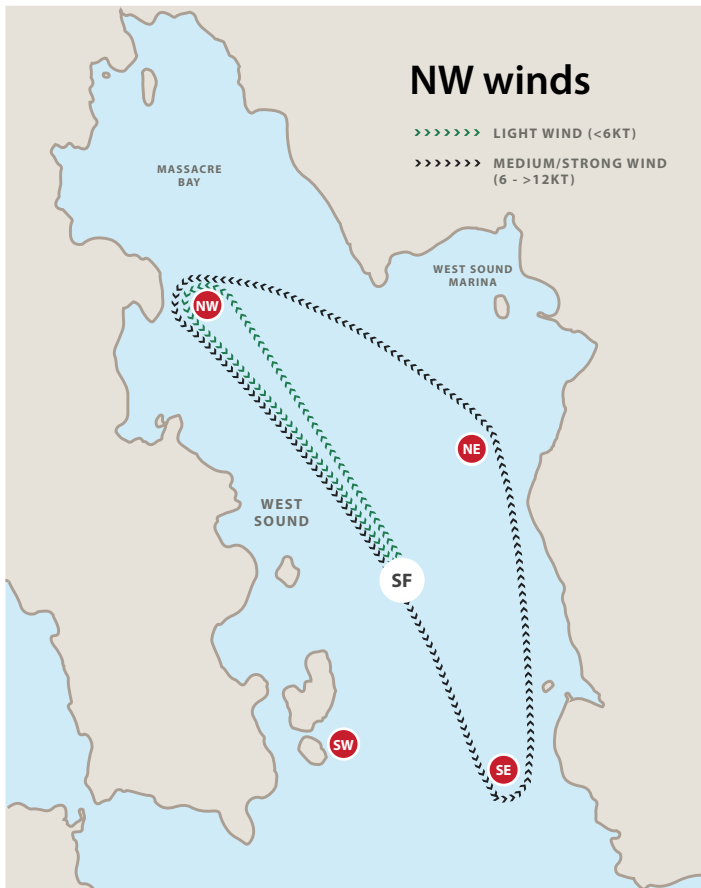 NW winds
LIGHT WIND (<6KT)
MEDIUM/STRONG WIND
(6 - >12KT)
MASSACRE
BAY
WEST SOUND
MARINA
NW
NE
WEST
SOUND
SF
SW
SE